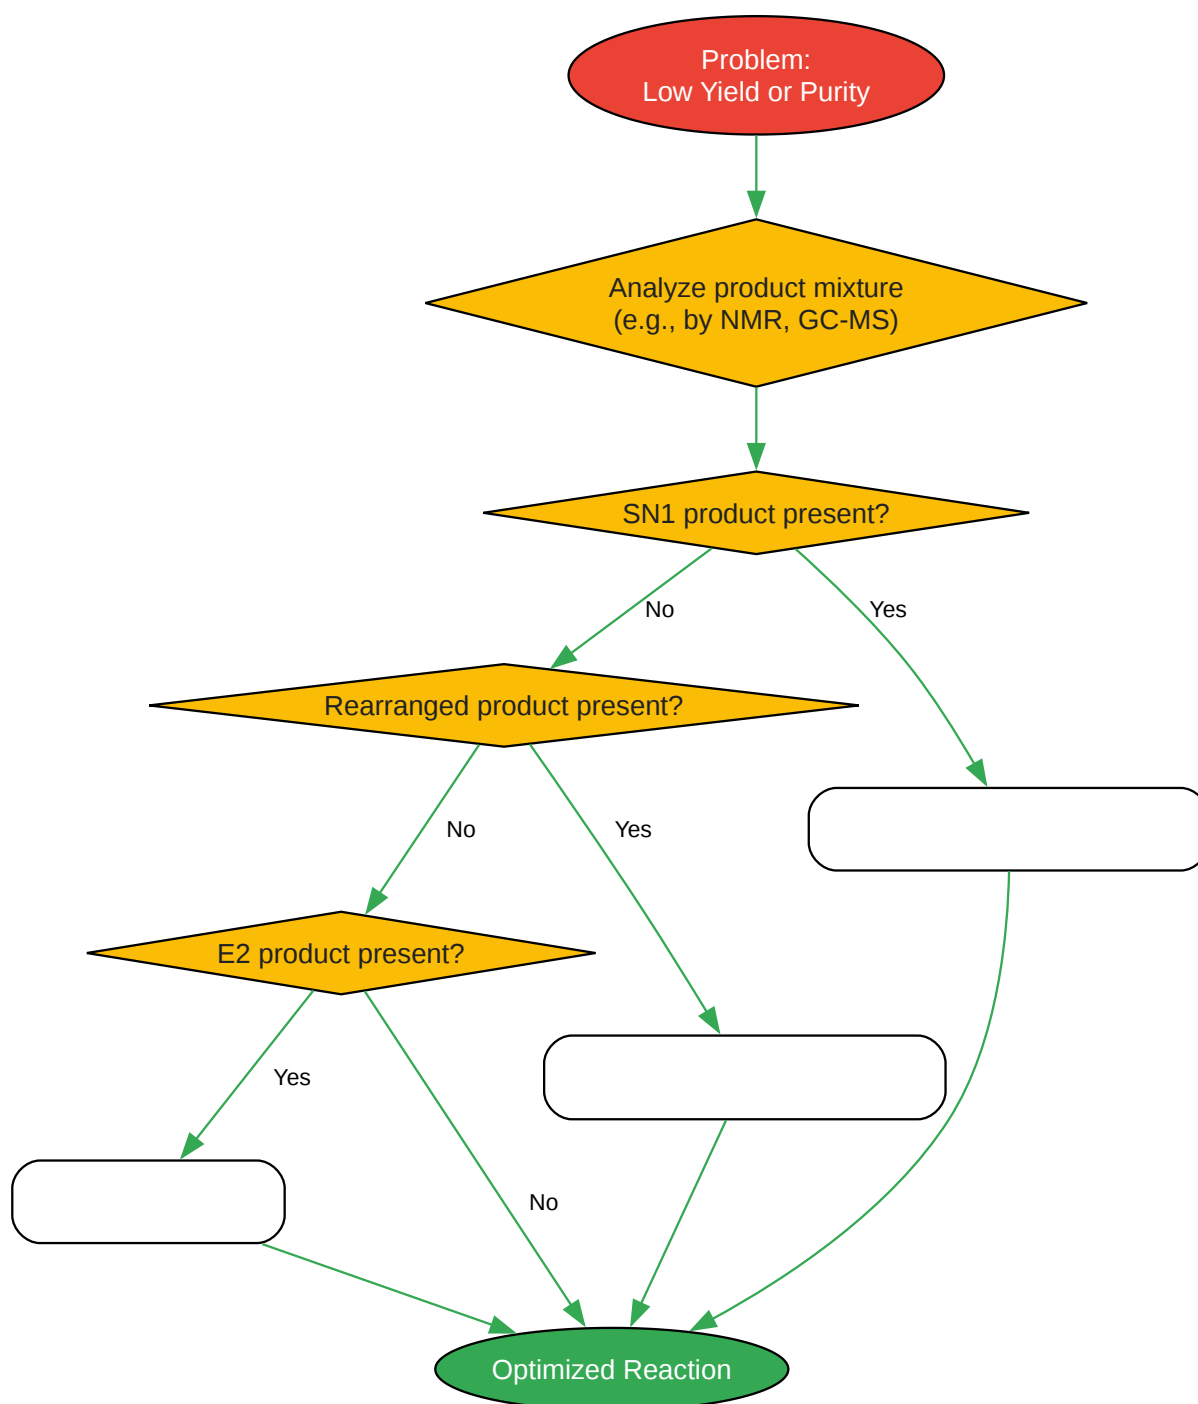 Problem:
Low Yield or Purity
Analyze product mixture
(e.g., by NMR, GC-MS)
SN1 product present?
No
Yes
Rearranged product present?
No
Yes
E2 product present?
Yes
No
Optimized Reaction